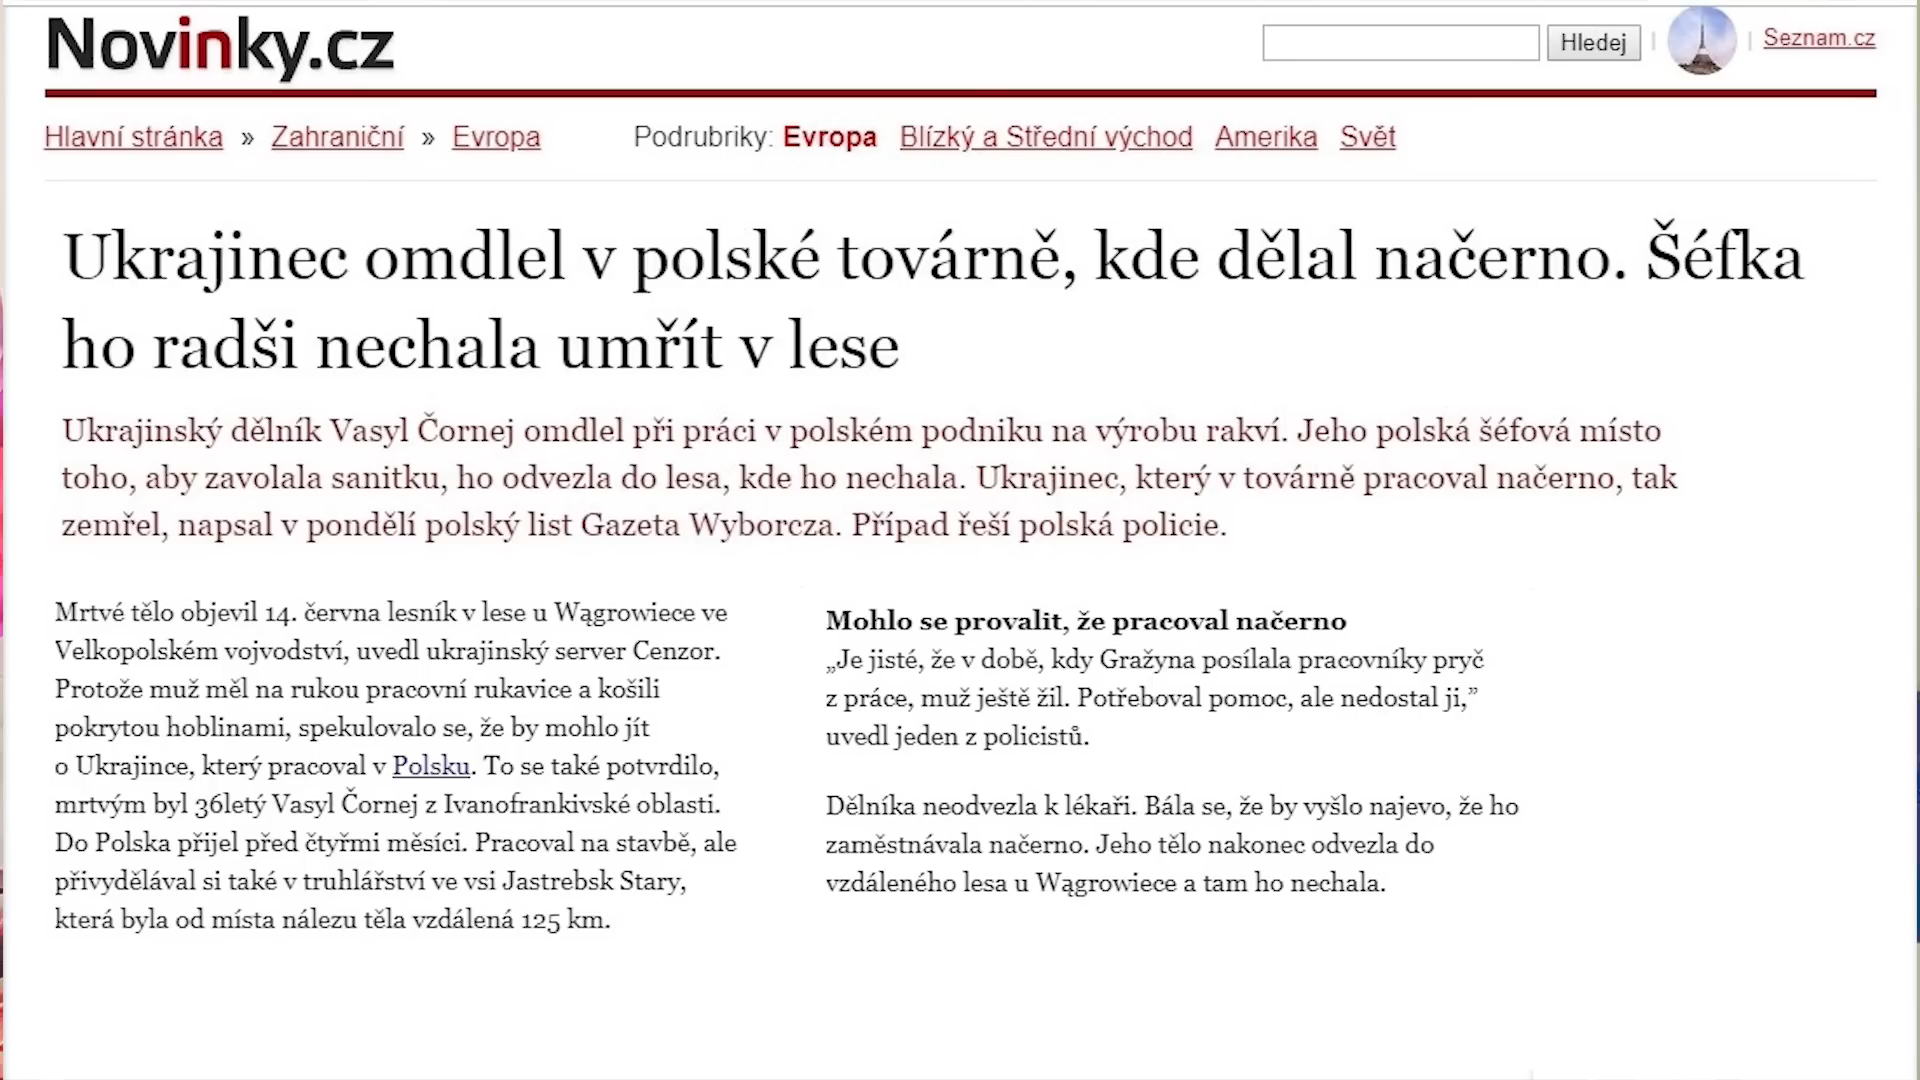 Novinky.cz
Hledej
Seznam.cz
Hlavní stránka » Zahraniční » Evropa Podrubriky: Evropa Blízký a Střední východ Amerika Svět
Ukrajinec omdlel v polské továrně, kde dělal načerno. Šéfka
ho radši nechala umřít v lese
Ukrajinský dělník Vasyl Čornej omdlel při práci v polském podniku na výrobu rakví. Jeho polská šéfová místo
toho, aby zavolala sanitku, ho odvezla do lesa, kde ho nechala. Ukrajinec, který v továrně pracoval načerno, tak
zemřel, napsal v pondělí polský list Gazeta Wyborcza. Případ řeší polská policie.
Mrtvé tělo objevil 14. června lesník v lese u Wągrowiece ve
Velkopolském vojvodství, uvedl ukrajinský server Cenzor.
Protože muž měl na rukou pracovní rukavice a košili
pokrytou hoblinami, spekulovalo se, že by mohlo jít
o Ukrajince, který pracoval v Polsku. To se také potvrdilo,
mrtvým byl 36letý Vasyl Čornej z Ivanofrankivské oblasti.
Do Polska přijel před čtyřmi měsíci. Pracoval na stavbě, ale
přivydělával si také v truhlářství ve vsi Jastrebsk Stary,
která byla od místa nálezu těla vzdálená 125 km.
Mohlo se provalit, že pracoval načerno
„Je jisté, že v době, kdy Gražyna posílala pracovníky pryč
z práce, muž ještě žil. Potřeboval pomoc, ale nedostal ji,”
uvedl jeden z policistů.
Dělníka neodvezla k lékaři. Bála se, že by vyšlo najevo, že ho
zaměstnávala načerno. Jeho tělo nakonec odvezla do
vzdáleného lesa u Wągrowiece a tam ho nechala.